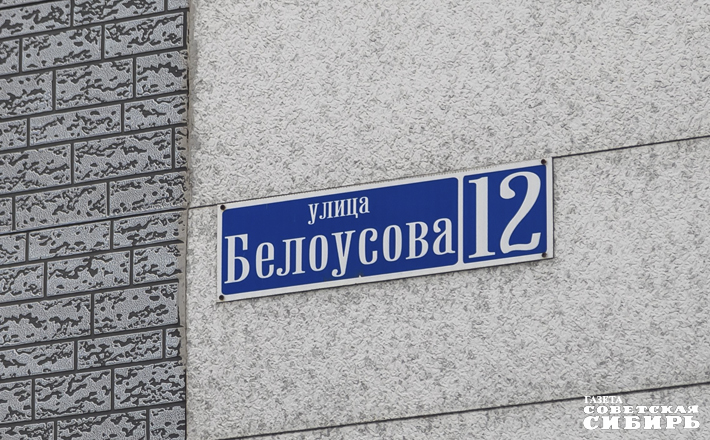 улица
Белоусова 12
ГАЗЕТА
СОВЕТСКАЯ
СИБИРЬ